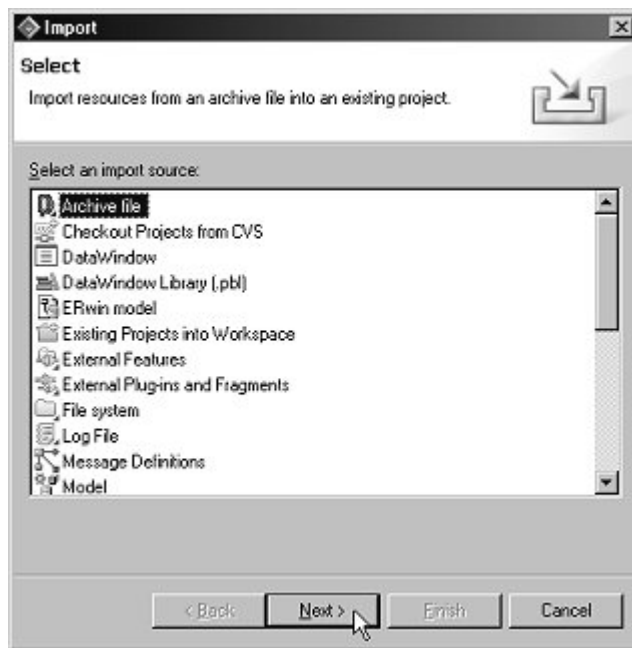 Import
Select
Import resources from an archive file into an existing project.
Select an import source:
Archive file
Checkout Projects from CVS
DataWindow
DataWindow Library (.pbl)
ERwin model
Existing Projects into Workspace
External Features
External Plug-ins and Fragments
File system
Log File
Message Definitions
Model
< Back Next > Finish Cancel